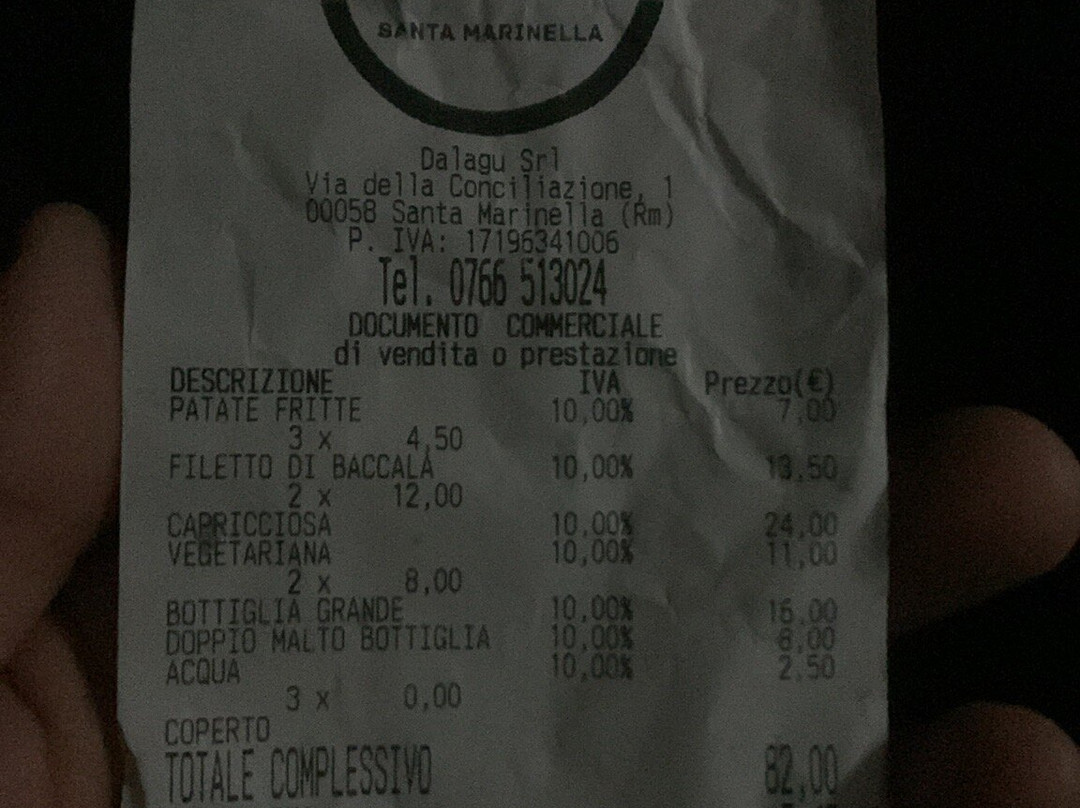 SANTA MARINELLA
Dalagu Srl
Via della Conciliazione, 1
00058 Santa Marinella (Rm)
P. IVA: 17196341006
Tel. 0766 513024
DOCUMENTO COMMERCIALE
di vendita o prestazione
DESCRIZIONE IVA Prezzo(€)
PATATE FRITTE 10,00% 7,00
3 x 4,50
FILETTO DI BACCALÀ 10,00% 13,50
2 x 12,00
CAPRICCIOSA 10,00% 24,00
VEGETARIANA 10,00% 11,00
2 x 8,00
BOTTIGLIA GRANDE 10,00% 16,00
DOPPIO MALTO BOTTIGLIA 10,00% 8,00
ACQUA 10,00% 2,50
3 x 0,00
COPERTO
TOTALE COMPLESSIVO 82,00